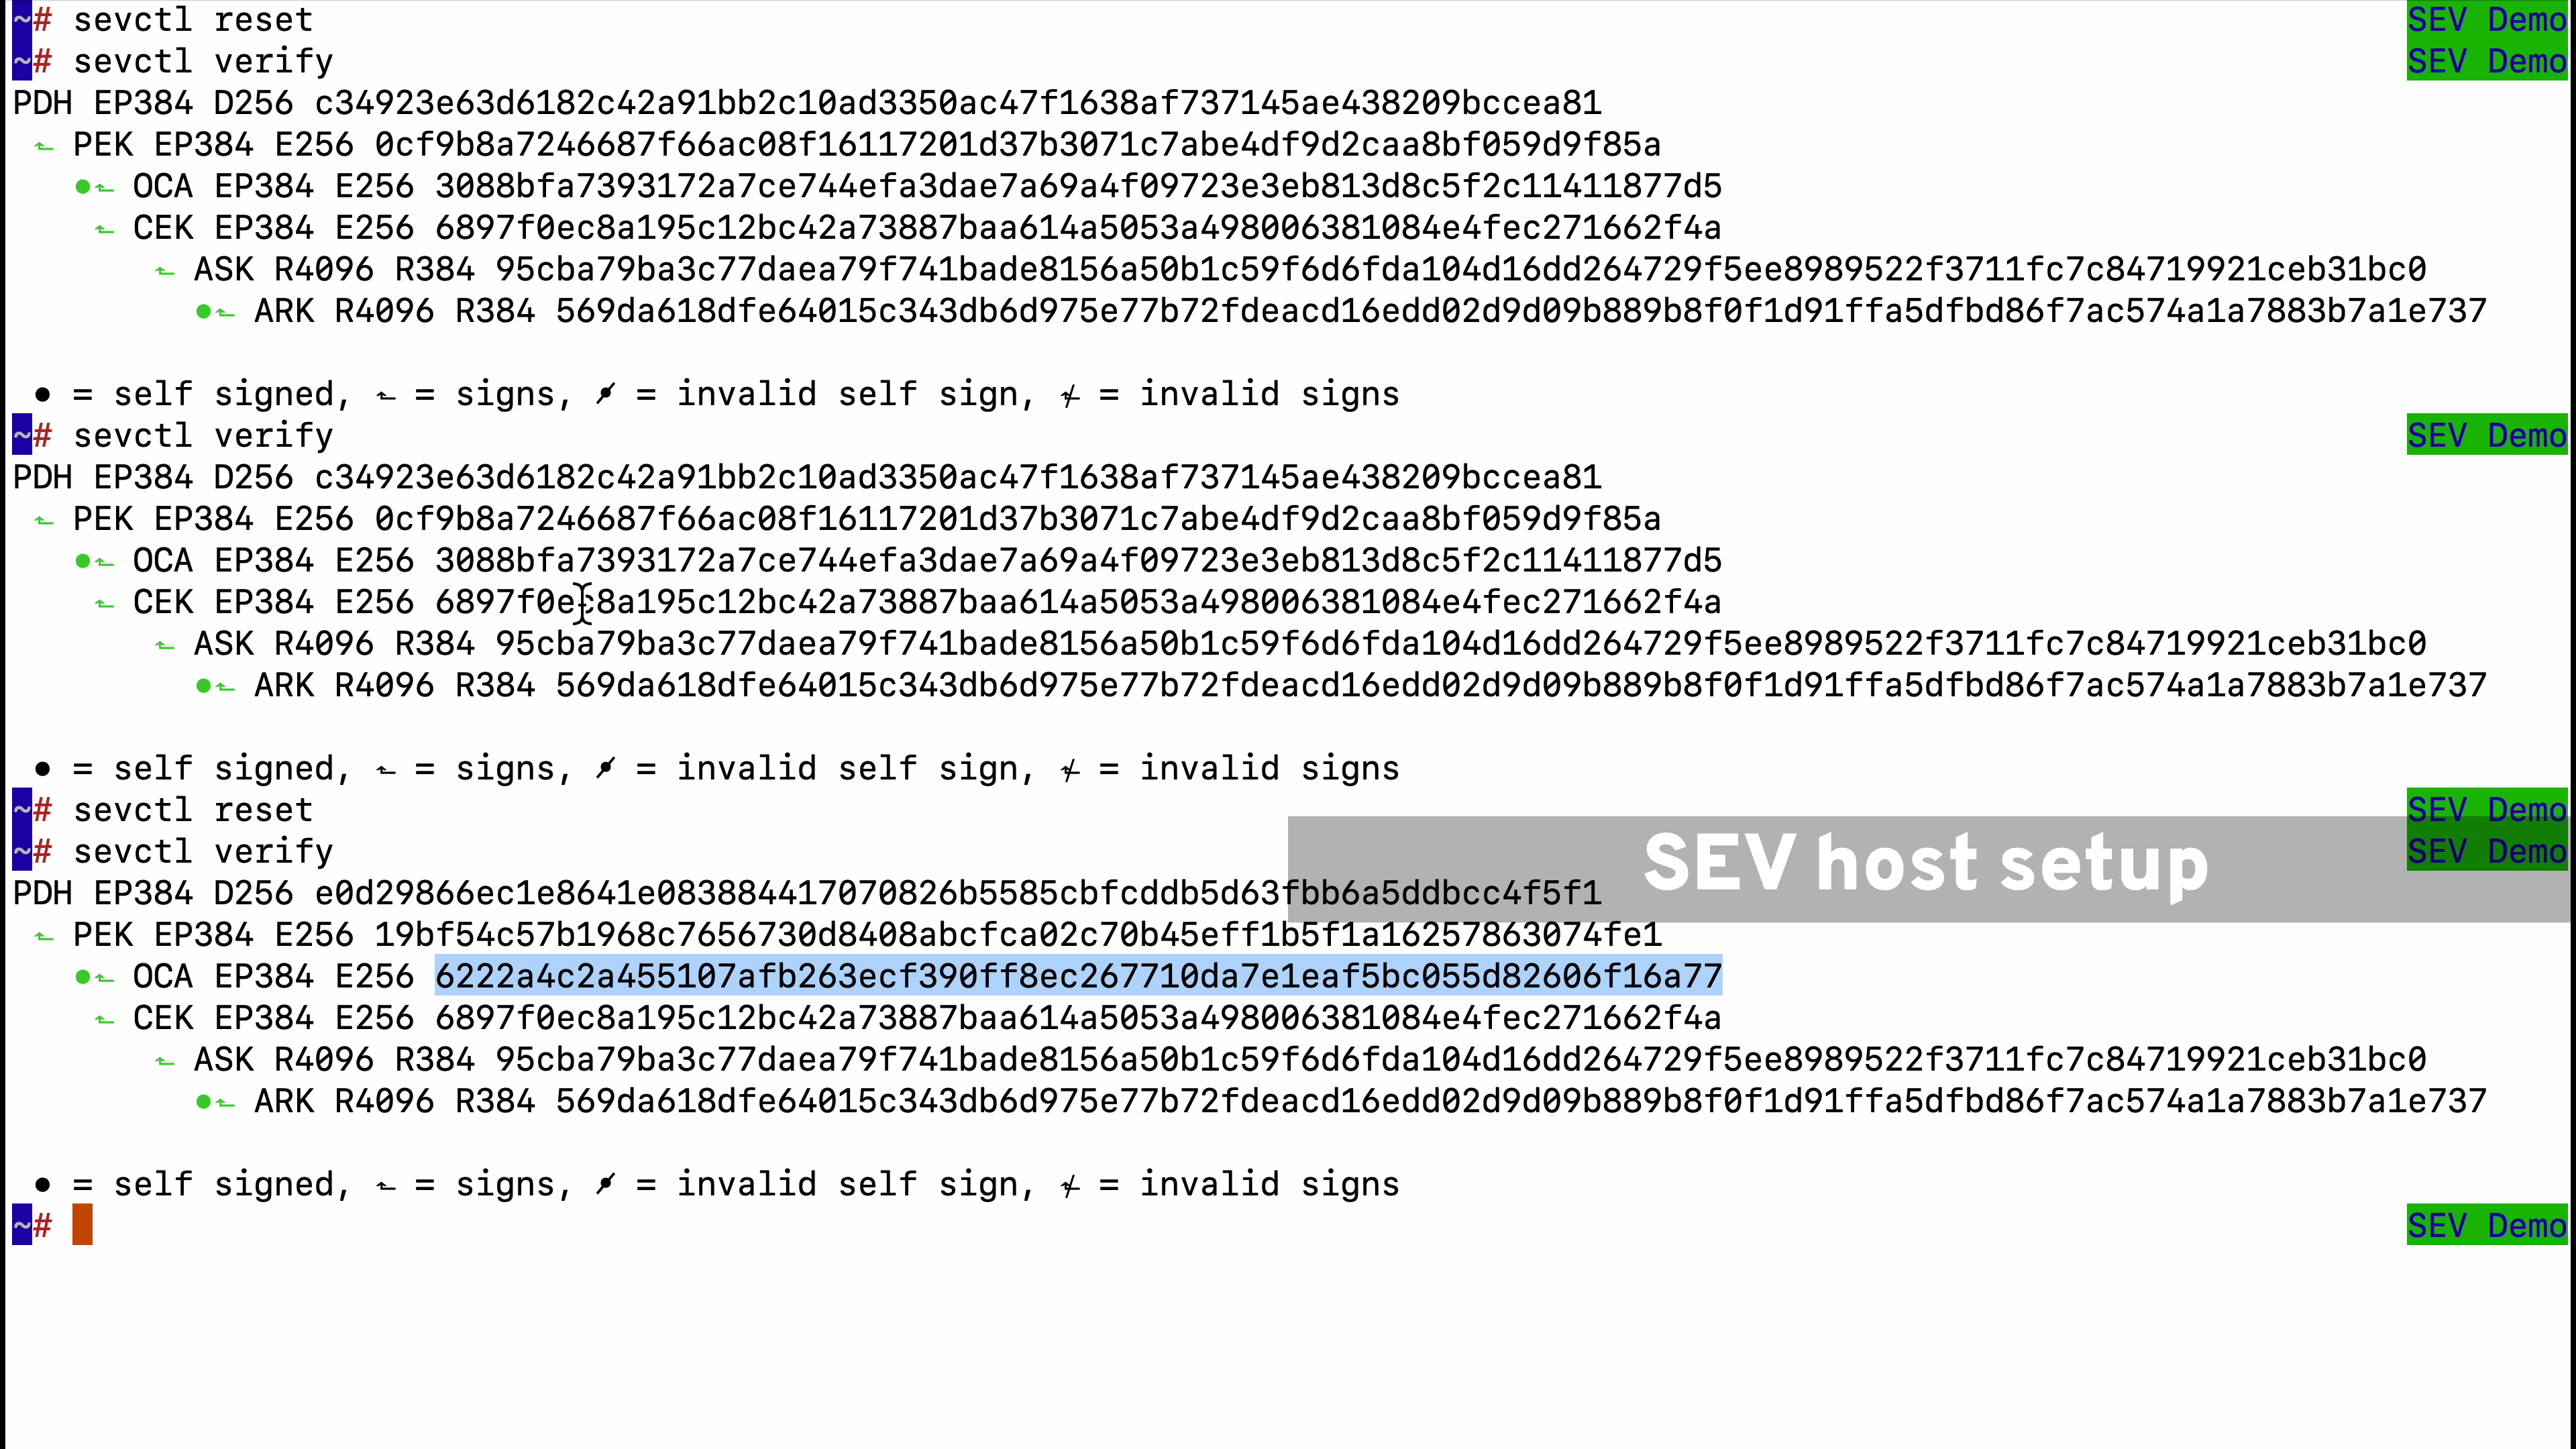 ~# sevctl reset SEV Demo
~# sevctl verify SEV Demo
PDH EP384 D256 c34923e63d6182c42a91bb2c10ad3350ac47f1638af737145ae438209bccea81
⬑ PEK EP384 E256 0cf9b8a7246687f66ac08f16117201d37b3071c7abe4df9d2caa8bf059d9f85a
●⬑ OCA EP384 E256 3088bfa7393172a7ce744efa3dae7a69a4f09723e3eb813d8c5f2c11411877d5
⬑ CEK EP384 E256 6897f0ec8a195c12bc42a73887baa614a5053a498006381084e4fec271662f4a
⬑ ASK R4096 R384 95cba79ba3c77daea79f741bade8156a50b1c59f6d6fda104d16dd264729f5ee8989522f3711fc7c84719921ceb31bc0
●⬑ ARK R4096 R384 569da618dfe64015c343db6d975e77b72fdeacd16edd02d9d09b889b8f0f1d91ffa5dfbd86f7ac574a1a7883b7a1e737
● = self signed, ⬑ = signs, •̷ = invalid self sign, ⬑̸ = invalid signs
~# sevctl verify SEV Demo
PDH EP384 D256 c34923e63d6182c42a91bb2c10ad3350ac47f1638af737145ae438209bccea81
⬑ PEK EP384 E256 0cf9b8a7246687f66ac08f16117201d37b3071c7abe4df9d2caa8bf059d9f85a
●⬑ OCA EP384 E256 3088bfa7393172a7ce744efa3dae7a69a4f09723e3eb813d8c5f2c11411877d5
⬑ CEK EP384 E256 6897f0ec8a195c12bc42a73887baa614a5053a498006381084e4fec271662f4a
⬑ ASK R4096 R384 95cba79ba3c77daea79f741bade8156a50b1c59f6d6fda104d16dd264729f5ee8989522f3711fc7c84719921ceb31bc0
●⬑ ARK R4096 R384 569da618dfe64015c343db6d975e77b72fdeacd16edd02d9d09b889b8f0f1d91ffa5dfbd86f7ac574a1a7883b7a1e737
● = self signed, ⬑ = signs, •̷ = invalid self sign, ⬑̸ = invalid signs
~# sevctl reset SEV Demo
~# sevctl verify SEV Demo
SEV host setup
PDH EP384 D256 e0d29866ec1e8641e083884417070826b5585cbfcddb5d63fbb6a5ddbcc4f5f1
⬑ PEK EP384 E256 19bf54c57b1968c7656730d8408abcfca02c70b45eff1b5f1a16257863074fe1
●⬑ OCA EP384 E256 6222a4c2a455107afb263ecf390ff8ec267710da7e1eaf5bc055d82606f16a77
⬑ CEK EP384 E256 6897f0ec8a195c12bc42a73887baa614a5053a498006381084e4fec271662f4a
⬑ ASK R4096 R384 95cba79ba3c77daea79f741bade8156a50b1c59f6d6fda104d16dd264729f5ee8989522f3711fc7c84719921ceb31bc0
●⬑ ARK R4096 R384 569da618dfe64015c343db6d975e77b72fdeacd16edd02d9d09b889b8f0f1d91ffa5dfbd86f7ac574a1a7883b7a1e737
● = self signed, ⬑ = signs, •̷ = invalid self sign, ⬑̸ = invalid signs
~# SEV Demo